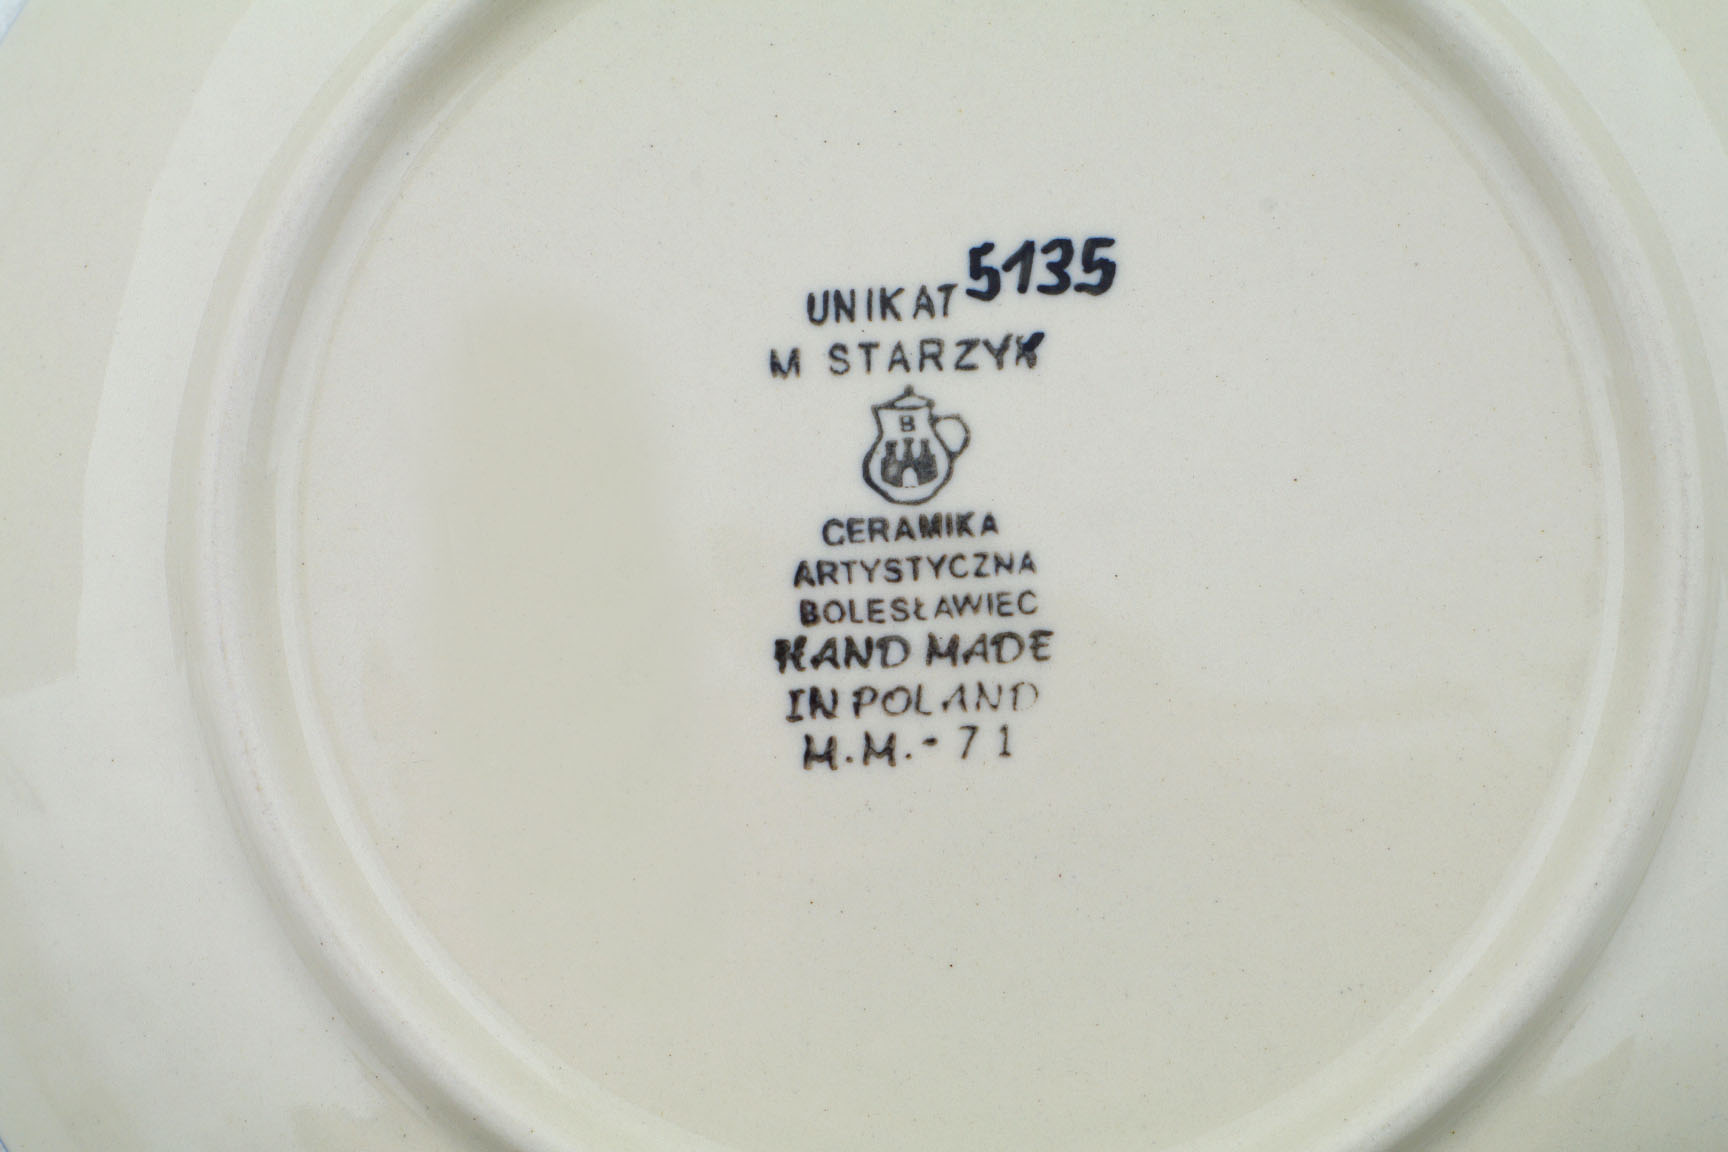 UNIKAT 5135
M STARZYK
B
CERAMIKA
ARTYSTYCZNA
BOLESŁAWIEC
HAND MADE
IN POLAND
M.M.-71